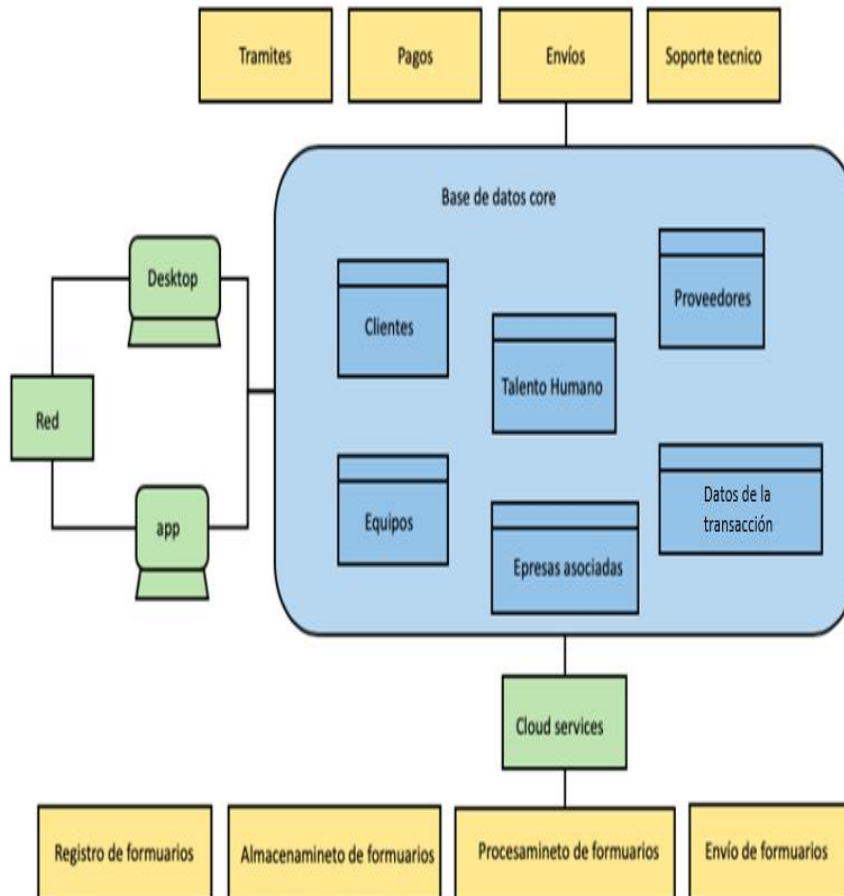 Tramites
Pagos
Envíos
Soporte tecnico
Base de datos core
Desktop
Proveedores
Clientes
Talento Humano
Red
app
Equipos
Datos de la
transacción
Epresas asociadas
Cloud services
Registro de formuarios
Almacenamineto de formuarios
Procesamineto de formuarios
Envío de formuarios